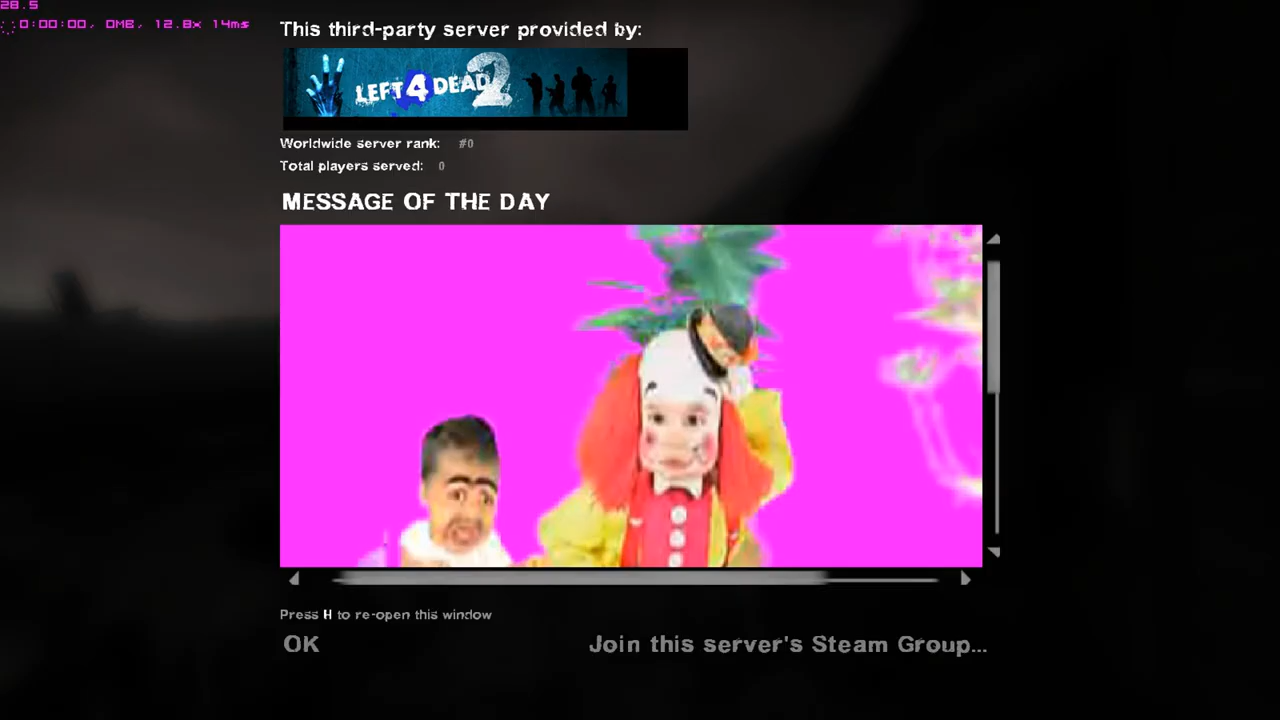 28.5
0:00:00, 0MB, 12.8x 14ms
This third-party server provided by:
LEFT 4 DEAD 2
Worldwide server rank: #0
Total players served: 0
MESSAGE OF THE DAY
Press H to re-open this window
OK
Join this server's Steam Group...